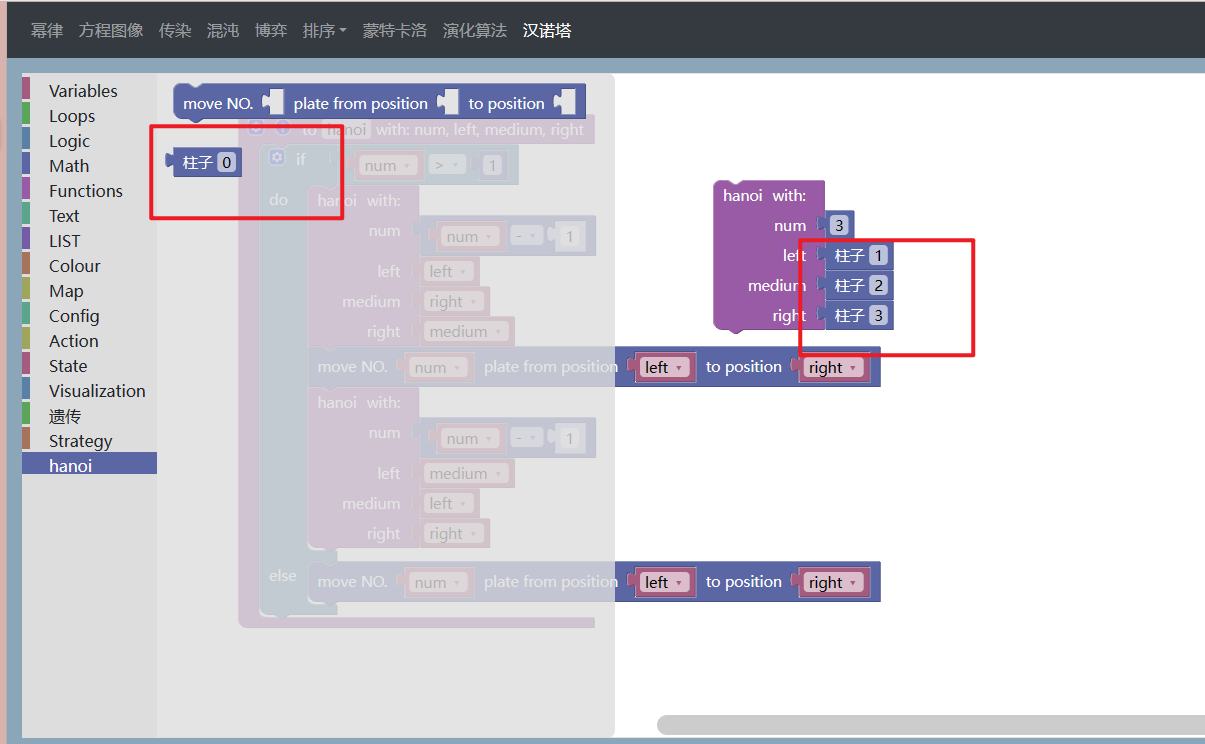 幂律 方程图像 传染 混沌 博弈 排序 蒙特卡洛 演化算法 汉诺塔
Variables
Loops
Logic
Math
Functions
Text
LIST
Colour
Map
Config
Action
State
Visualization
遗传
Strategy
hanoi
move NO. plate from position to position
柱子 0
to hanoi with: num, left, medium, right
if num > 1
do hanoi with:
num num - 1
left left
medium right
right medium
move NO. num plate from position left to position right
hanoi with:
num num - 1
left medium
medium left
right right
else move NO. num plate from position left to position right
hanoi with:
num 3
left 柱子 1
medium 柱子 2
right 柱子 3